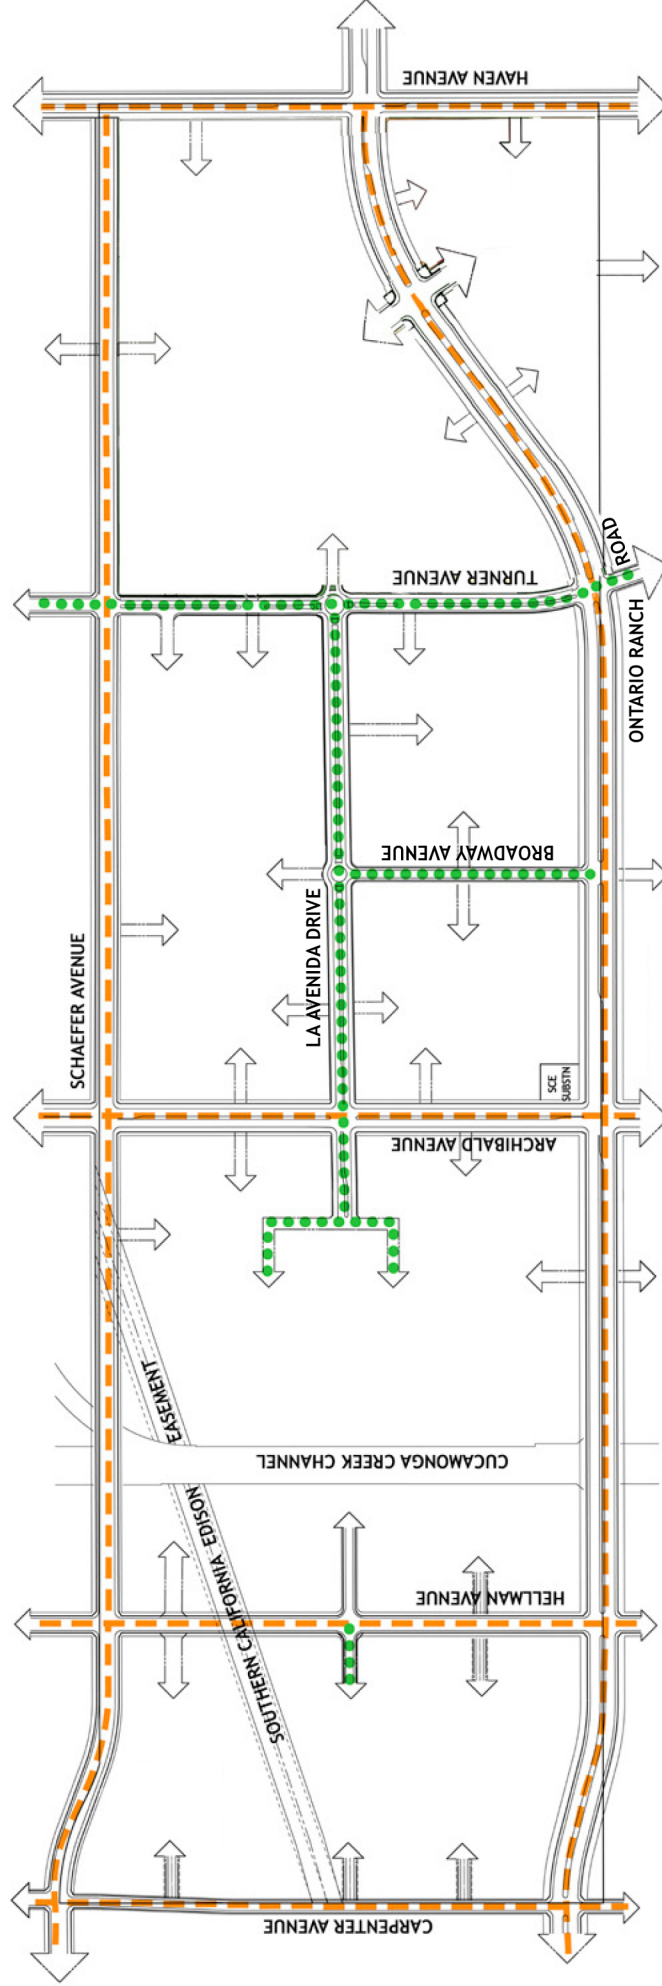 HAVEN AVENUE
TURNER AVENUE
ROAD
ONTARIO RANCH
BROADWAY AVENUE
LA AVENIDA DRIVE
SCHAEFER AVENUE
SCE
SUBSTN
ARCHIBALD AVENUE
EASEMENT
CUCAMONGA CREEK CHANNEL
SOUTHERN CALIFORNIA EDISON
HELLMAN AVENUE
CARPENTER AVENUE